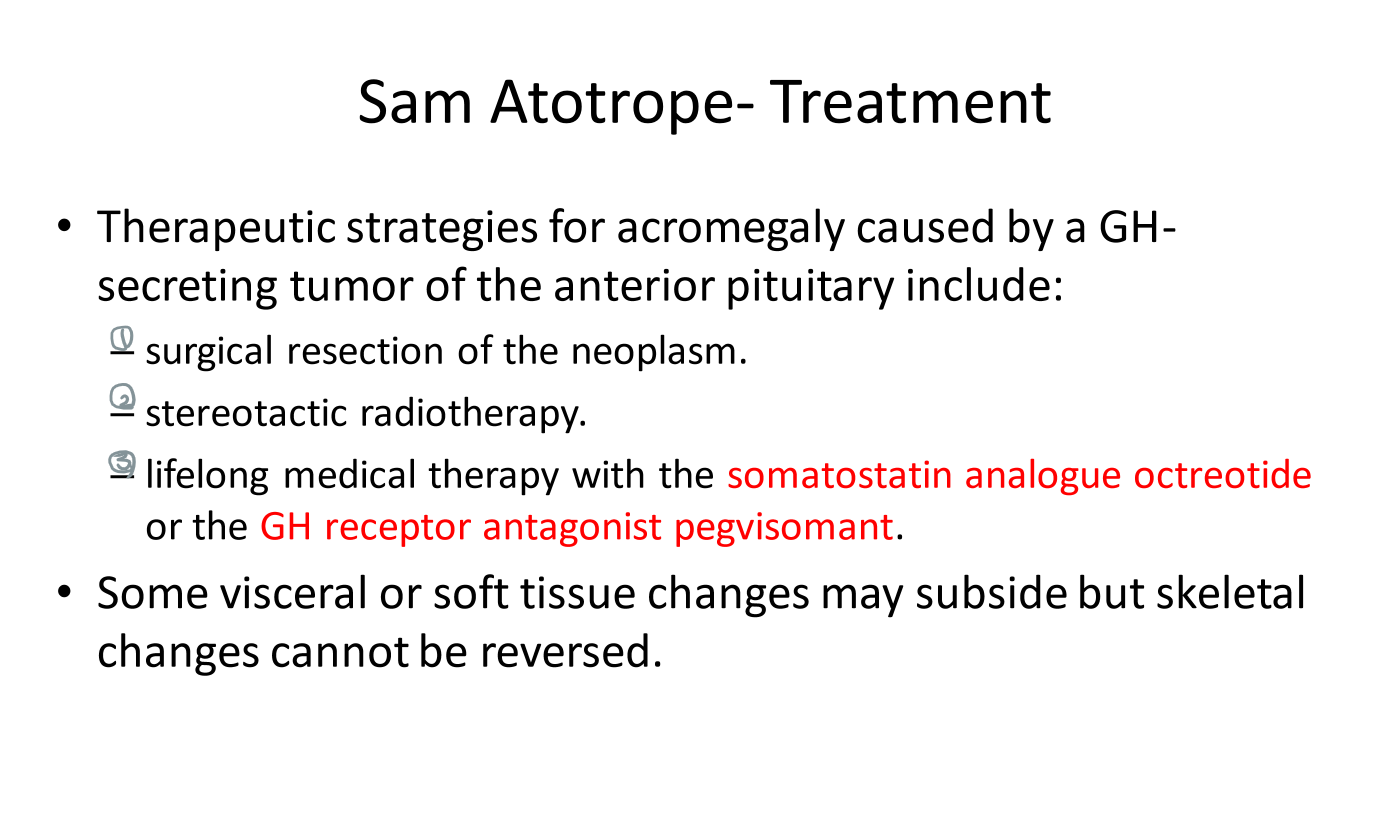 Sam Atotrope- Treatment
• Therapeutic strategies for acromegaly caused by a GH-
secreting tumor of the anterior pituitary include:
① – surgical resection of the neoplasm.
② – stereotactic radiotherapy.
③ – lifelong medical therapy with the somatostatin analogue octreotide
or the GH receptor antagonist pegvisomant.
• Some visceral or soft tissue changes may subside but skeletal
changes cannot be reversed.